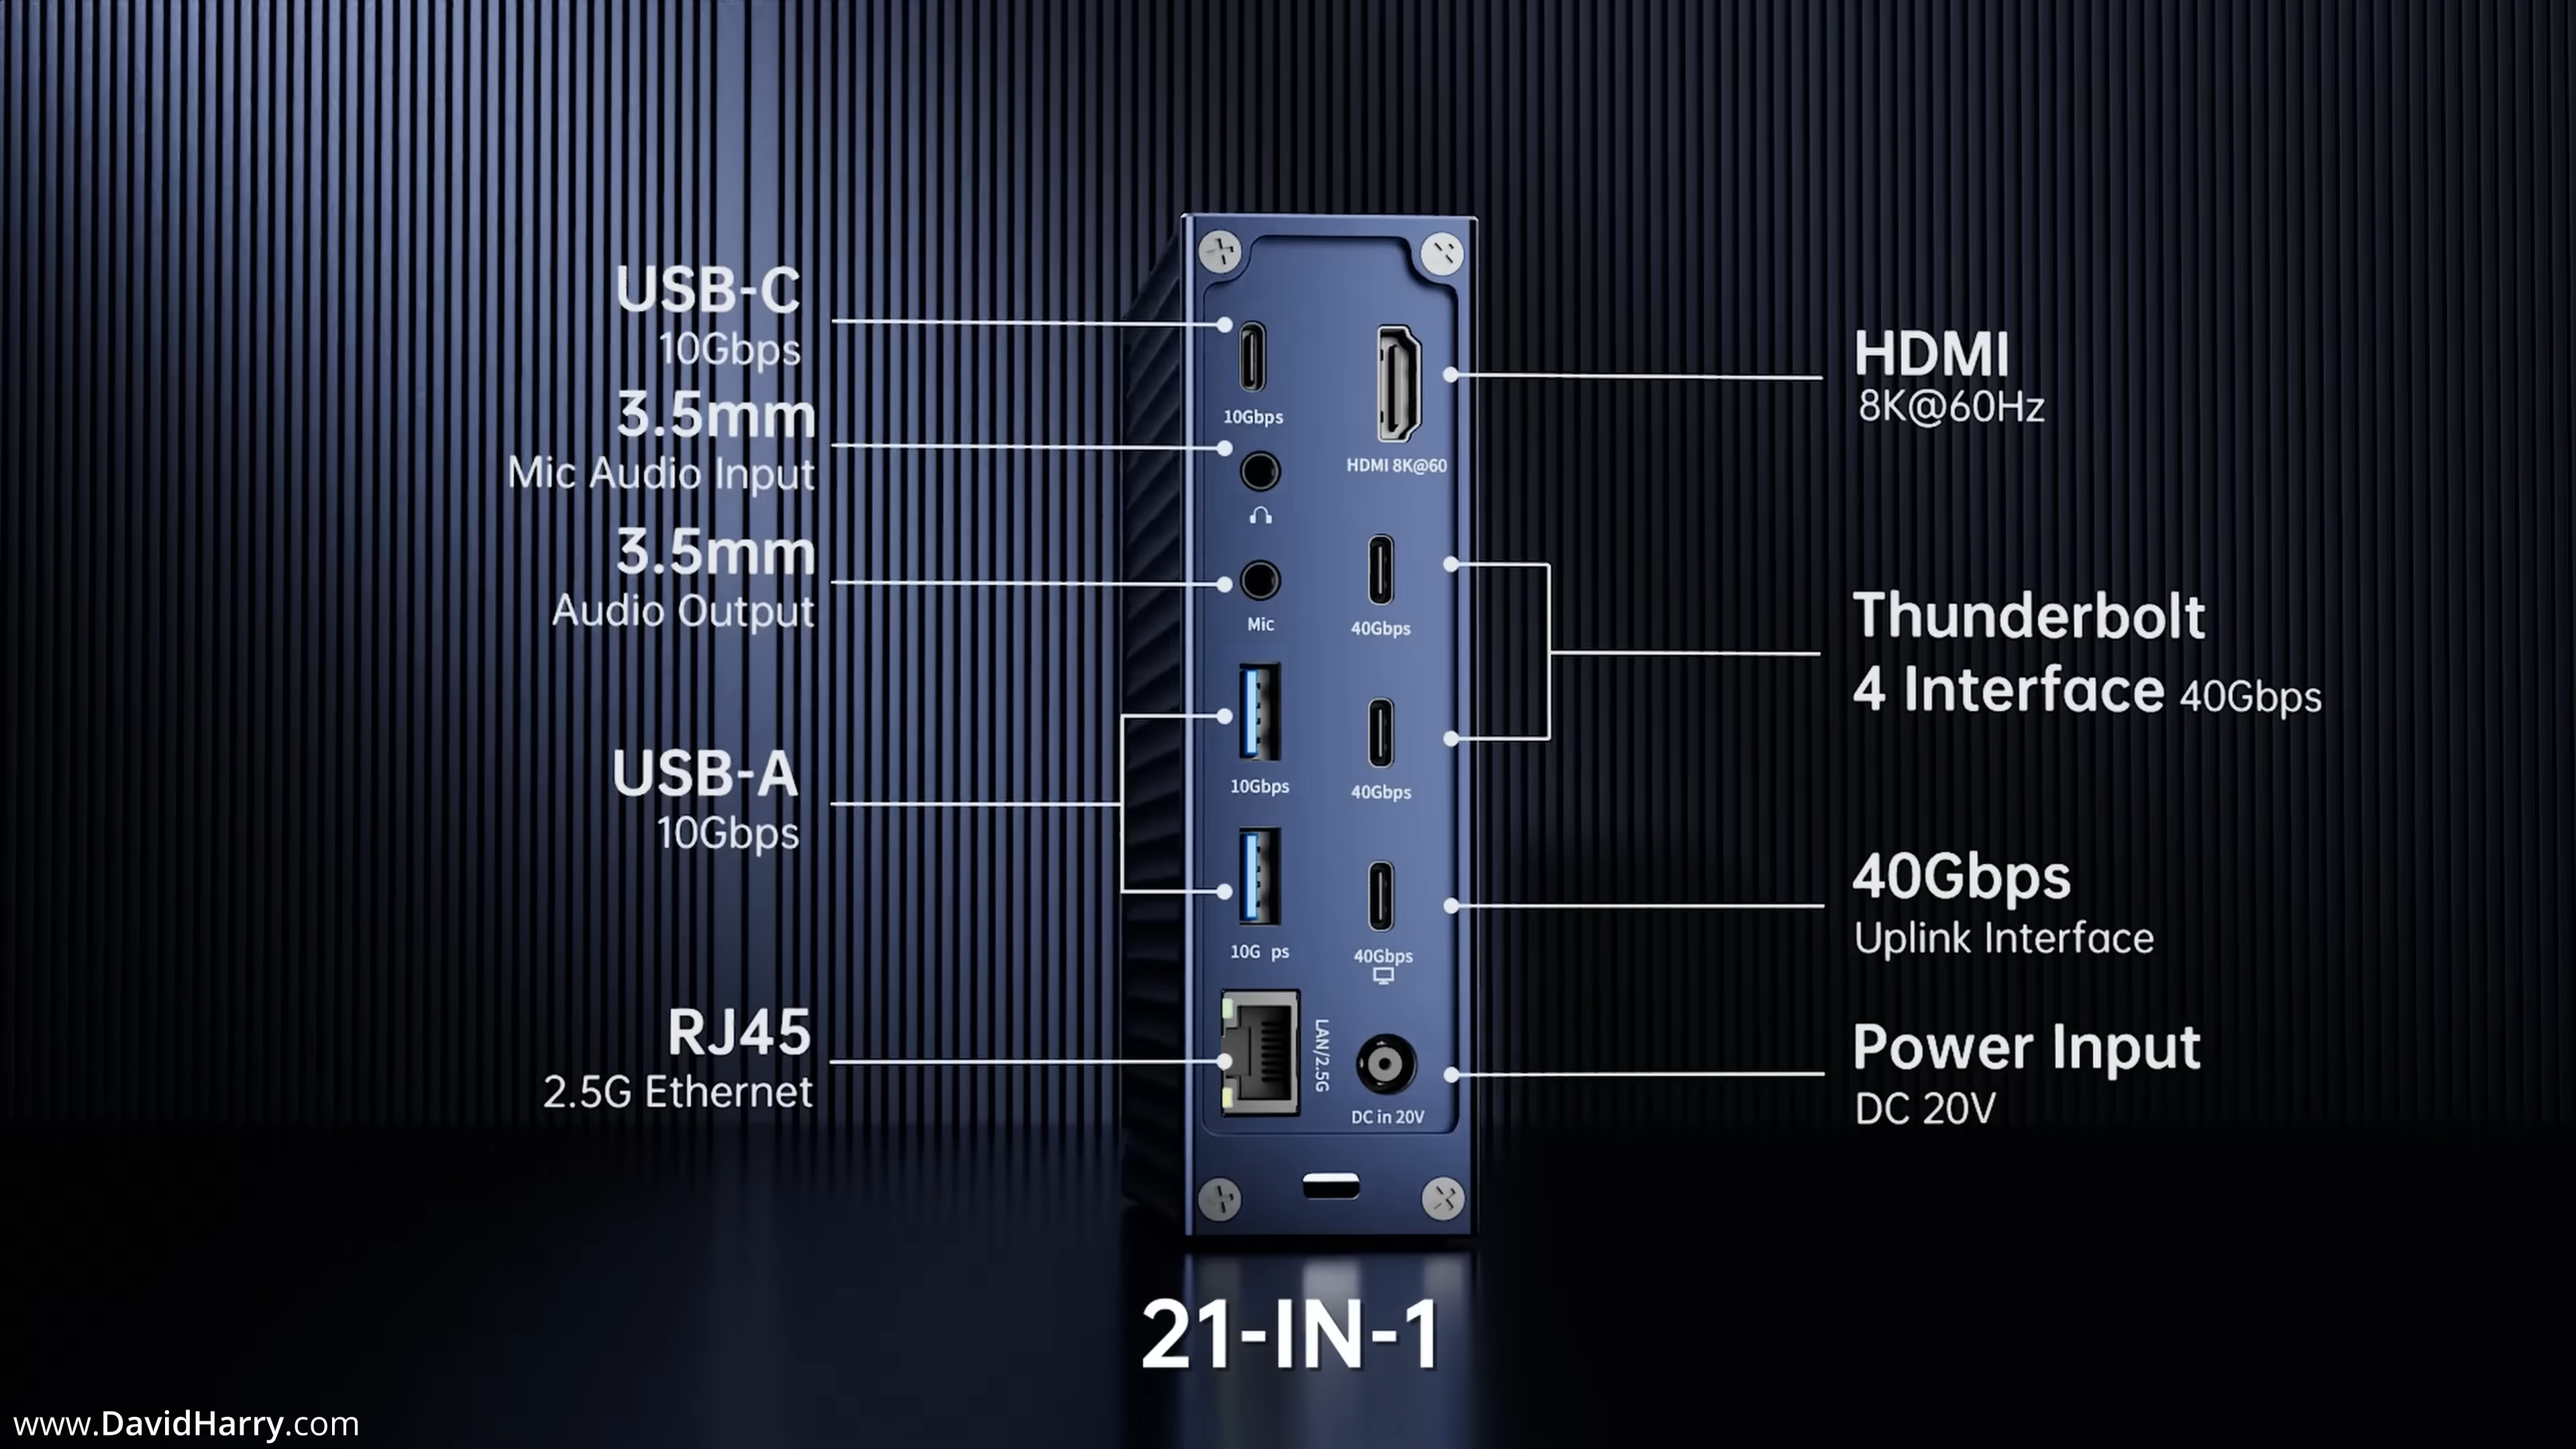 USB-C
10Gbps
3.5mm
Mic Audio Input
3.5mm
Audio Output
USB-A
10Gbps
RJ45
2.5G Ethernet
10Gbps
HDMI 8K@60
Mic
40Gbps
10Gbps
40Gbps
10G ps
40Gbps
LAN/2.5G
DC in 20V
HDMI
8K@60Hz
Thunderbolt
4 Interface 40Gbps
40Gbps
Uplink Interface
Power Input
DC 20V
21-IN-1
www.DavidHarry.com